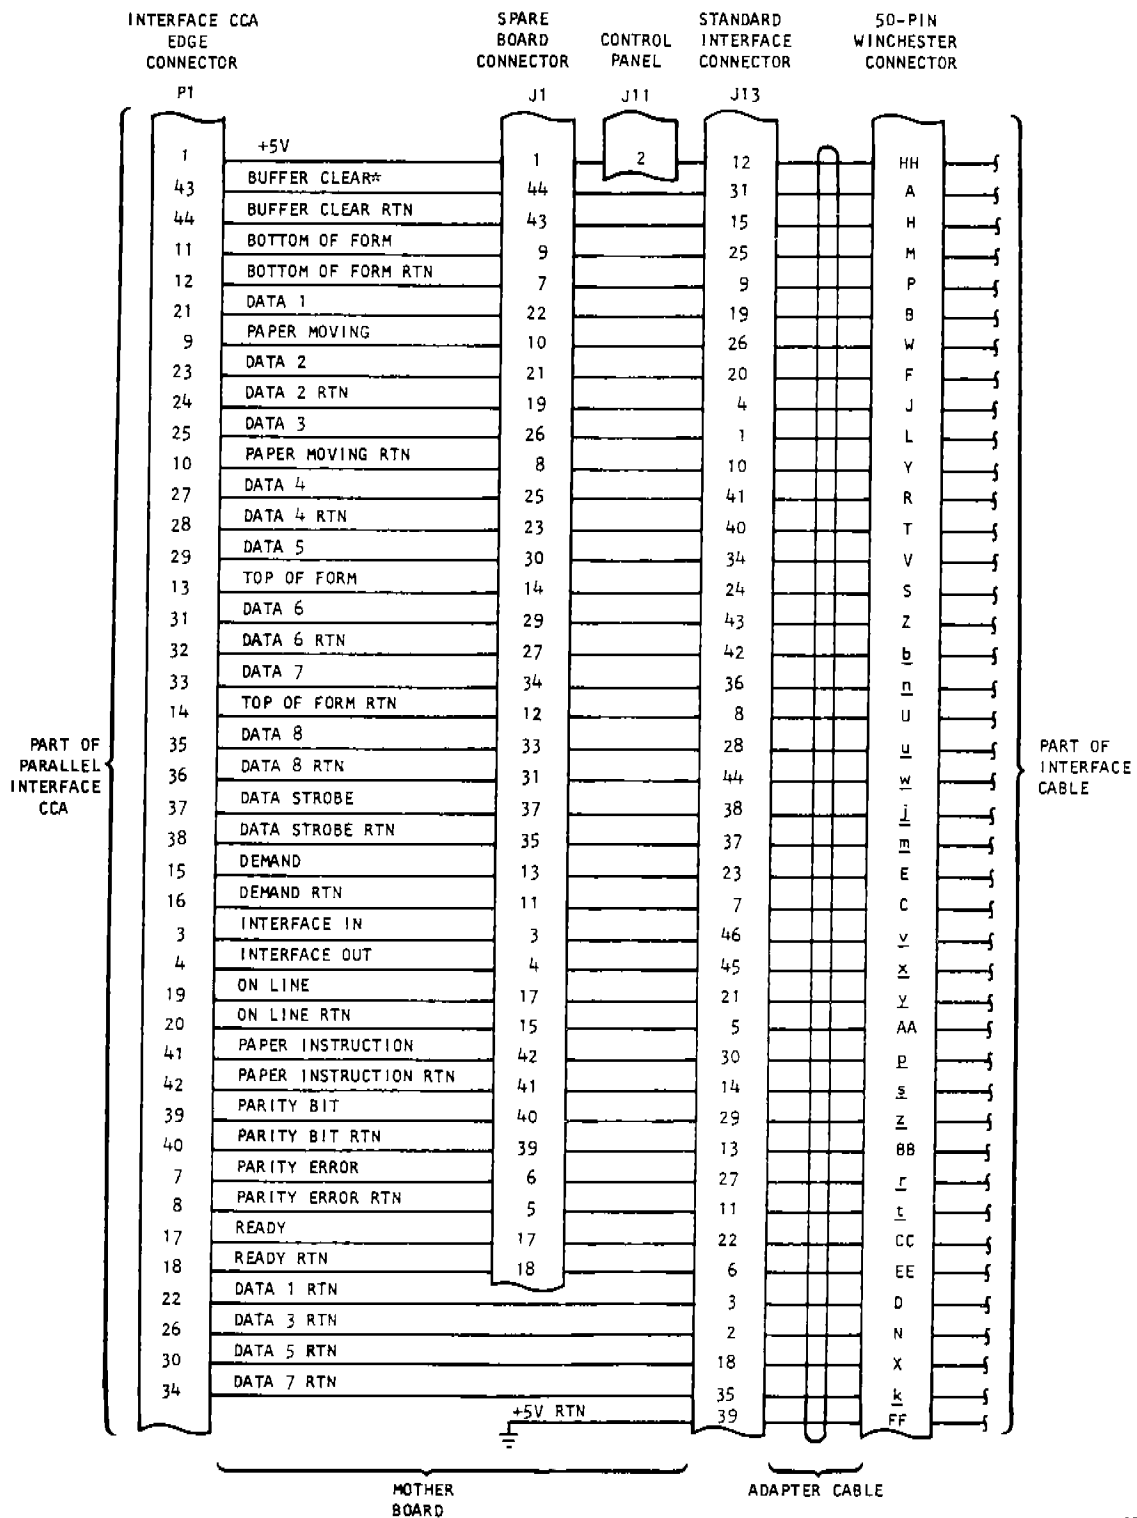 INTERFACE CCA EDGE CONNECTOR
SPARE BOARD CONNECTOR
CONTROL PANEL
STANDARD INTERFACE CONNECTOR
50-PIN WINCHESTER CONNECTOR
P1 J1 J11 J13
1 +5V 1 2 12 HH
43 BUFFER CLEAR* 44 31 A
44 BUFFER CLEAR RTN 43 15 H
11 BOTTOM OF FORM 9 25 M
12 BOTTOM OF FORM RTN 7 9 P
21 DATA 1 22 19 B
9 PAPER MOVING 10 26 W
23 DATA 2 21 20 F
24 DATA 2 RTN 19 4 J
25 DATA 3 26 1 L
10 PAPER MOVING RTN 8 10 Y
27 DATA 4 25 41 R
28 DATA 4 RTN 23 40 T
29 DATA 5 30 34 V
13 TOP OF FORM 14 24 S
31 DATA 6 29 43 Z
32 DATA 6 RTN 27 42 b
33 DATA 7 34 36 n
14 TOP OF FORM RTN 12 8 U
35 DATA 8 33 28 u
36 DATA 8 RTN 31 44 w
37 DATA STROBE 37 38 j
38 DATA STROBE RTN 35 37 m
15 DEMAND 13 23 E
16 DEMAND RTN 11 7 C
3 INTERFACE IN 3 46 v
4 INTERFACE OUT 4 45 x
19 ON LINE 17 21 y
20 ON LINE RTN 15 5 AA
41 PAPER INSTRUCTION 42 30 p
42 PAPER INSTRUCTION RTN 41 14 s
39 PARITY BIT 40 29 z
40 PARITY BIT RTN 39 13 BB
7 PARITY ERROR 6 27 r
8 PARITY ERROR RTN 5 11 t
17 READY 17 22 CC
18 READY RTN 18 6 EE
22 DATA 1 RTN 3 D
26 DATA 3 RTN 2 N
30 DATA 5 RTN 18 X
34 DATA 7 RTN 35 k
+5V RTN 39 FF
PART OF PARALLEL INTERFACE CCA
PART OF INTERFACE CABLE
MOTHER BOARD
ADAPTER CABLE